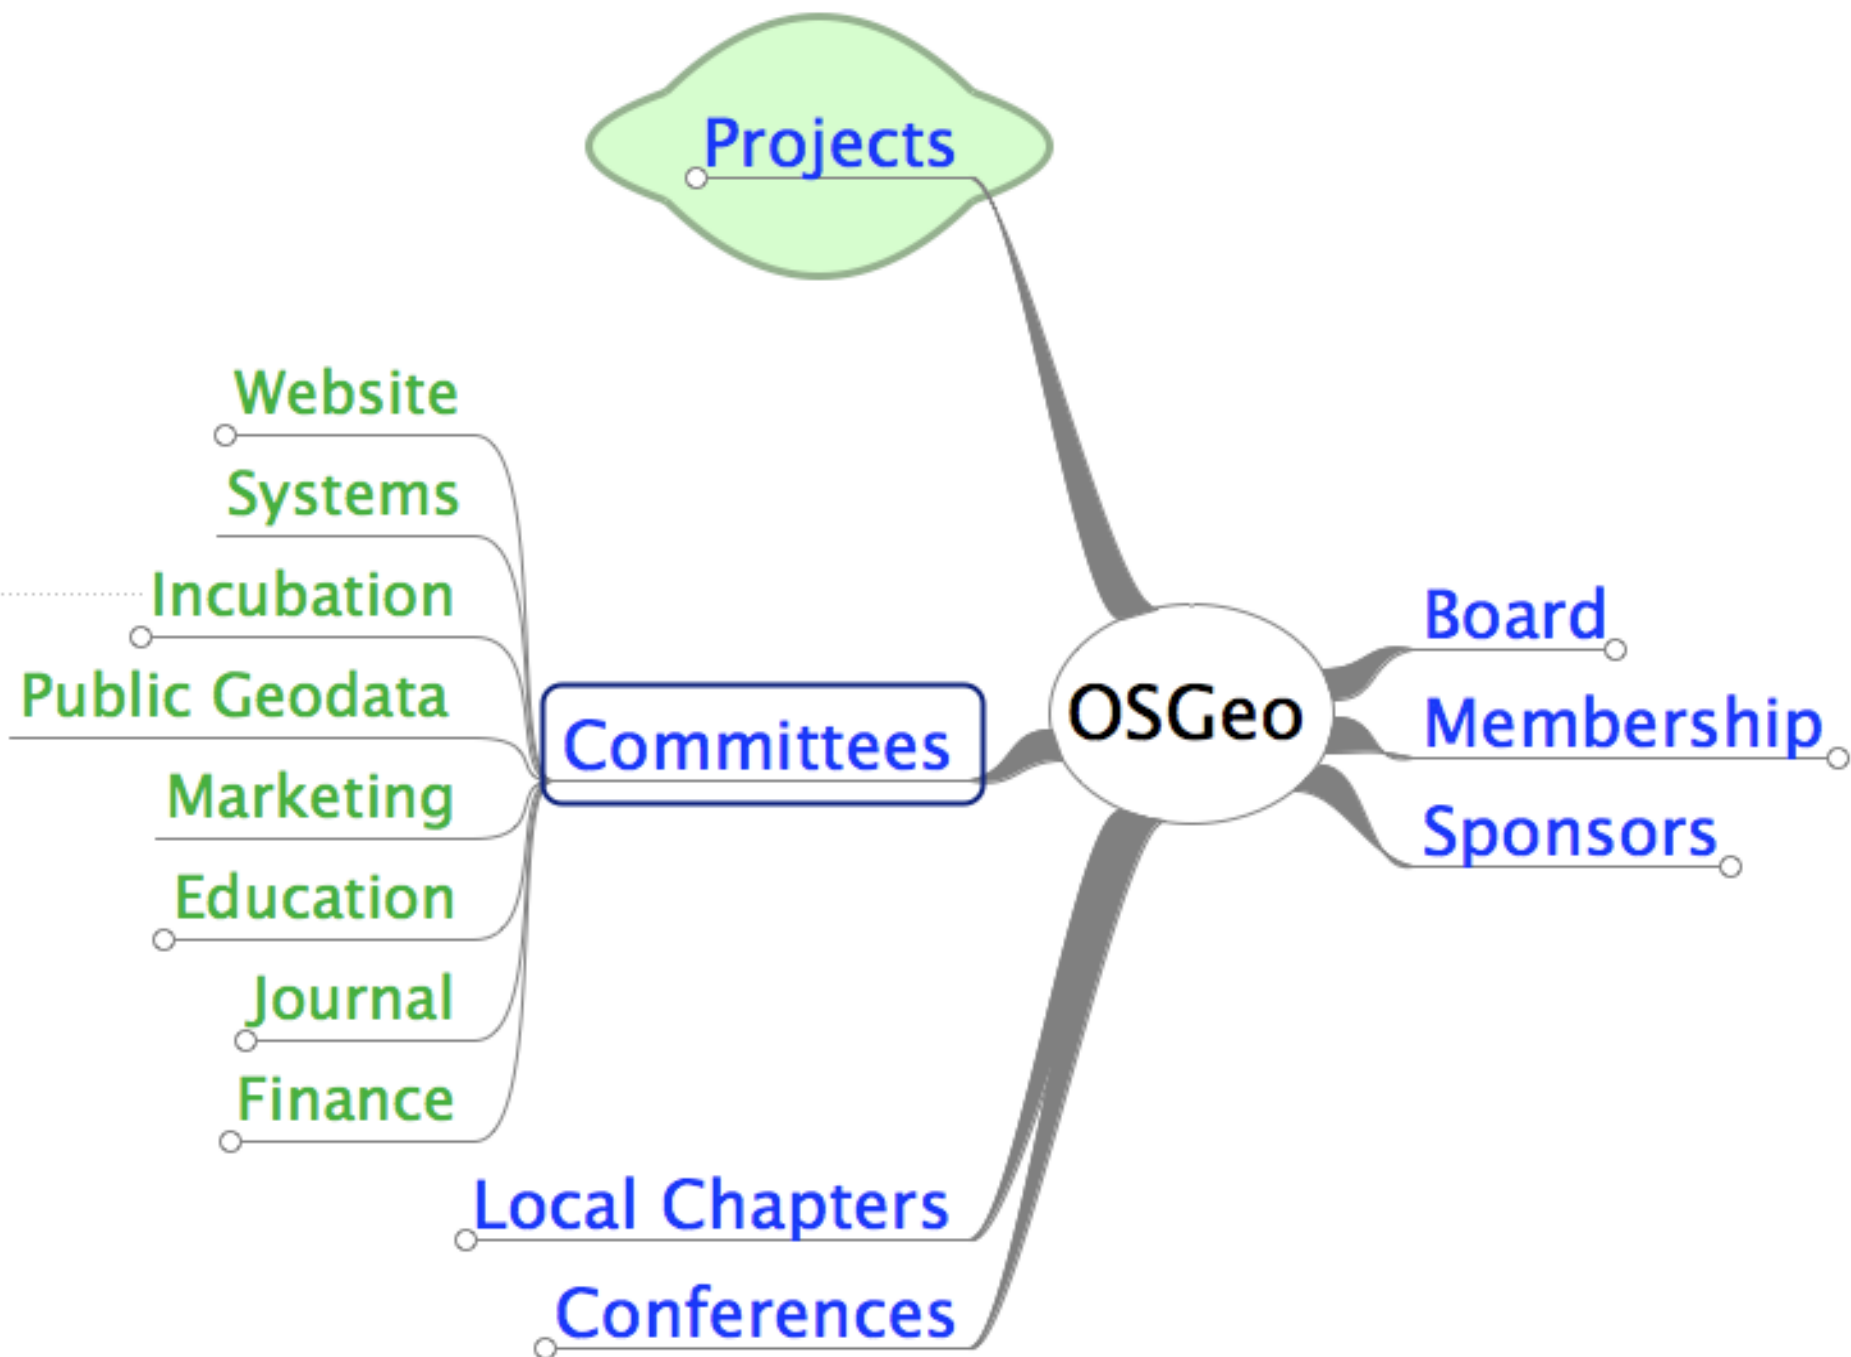 Projects
Website
Systems
Incubation
Public Geodata
Marketing
Education
Journal
Finance
Committees
Local Chapters
Conferences
OSGeo
Board
Membership
Sponsors